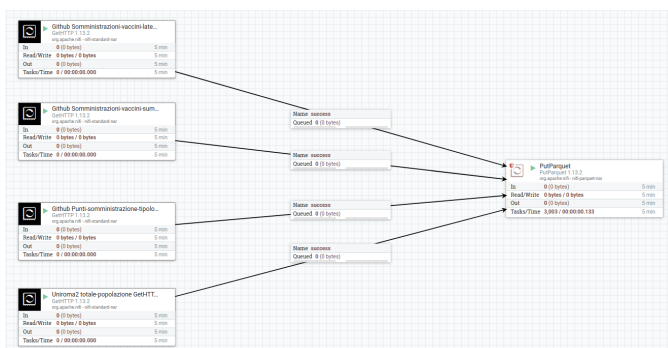 Github Somministrazioni-vaccini-late...
GetHTTP 1.13.2
org.apache.nifi - nifi-standard-nar
In 0 (0 bytes) 5 min
Read/Write 0 bytes / 0 bytes 5 min
Out 0 (0 bytes) 5 min
Tasks/Time 0 / 00:00:00.000 5 min
Name success
Queued 0 (0 bytes)
Github Somministrazioni-vaccini-sum...
GetHTTP 1.13.2
org.apache.nifi - nifi-standard-nar
In 0 (0 bytes) 5 min
Read/Write 0 bytes / 0 bytes 5 min
Out 0 (0 bytes) 5 min
Tasks/Time 0 / 00:00:00.000 5 min
Name success
Queued 0 (0 bytes)
PutParquet
PutParquet 1.13.2
org.apache.nifi - nifi-parquet-nar
In 0 (0 bytes) 5 min
Read/Write 0 bytes / 0 bytes 5 min
Out 0 (0 bytes) 5 min
Tasks/Time 3,003 / 00:00:00.133 5 min
Github Punti-somministrazione-tipolo...
GetHTTP 1.13.2
org.apache.nifi - nifi-standard-nar
In 0 (0 bytes) 5 min
Read/Write 0 bytes / 0 bytes 5 min
Out 0 (0 bytes) 5 min
Tasks/Time 0 / 00:00:00.000 5 min
Name success
Queued 0 (0 bytes)
Name success
Queued 0 (0 bytes)
Uniroma2 totale-popolazione GetHTT...
GetHTTP 1.13.2
org.apache.nifi - nifi-standard-nar
In 0 (0 bytes) 5 min
Read/Write 0 bytes / 0 bytes 5 min
Out 0 (0 bytes) 5 min
Tasks/Time 0 / 00:00:00.000 5 min